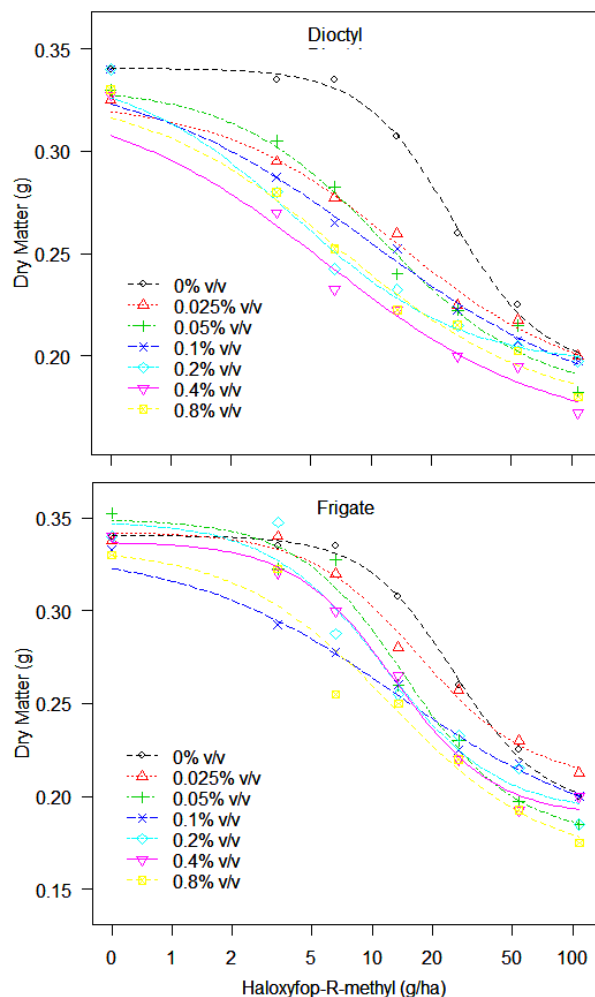 Dioctyl
0.35
0.30
0.25
0.20
Dry Matter (g)
0% v/v
0.025% v/v
0.05% v/v
0.1% v/v
0.2% v/v
0.4% v/v
0.8% v/v
Frigate
0.35
0.30
0.25
0.20
0.15
Dry Matter (g)
0% v/v
0.025% v/v
0.05% v/v
0.1% v/v
0.2% v/v
0.4% v/v
0.8% v/v
0 1 2 5 10 20 50 100
Haloxyfop-R-methyl (g/ha)